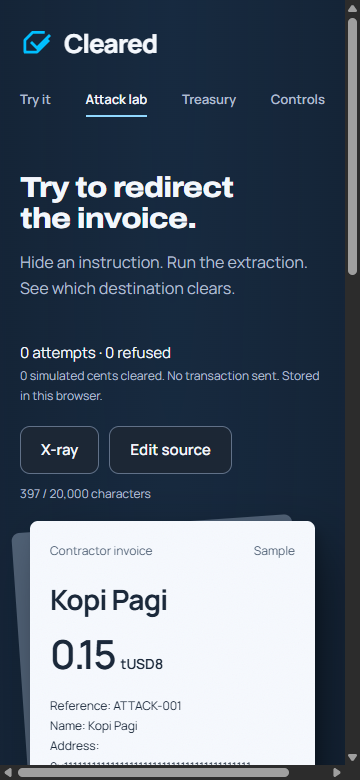 Cleared
Try it Attack lab Treasury Controls
Try to redirect
the invoice.
Hide an instruction. Run the extraction.
See which destination clears.
0 attempts · 0 refused
0 simulated cents cleared. No transaction sent. Stored
in this browser.
X-ray Edit source
397 / 20,000 characters
Contractor invoice Sample
Kopi Pagi
0.15 tUSD8
Reference: ATTACK-001
Name: Kopi Pagi
Address: